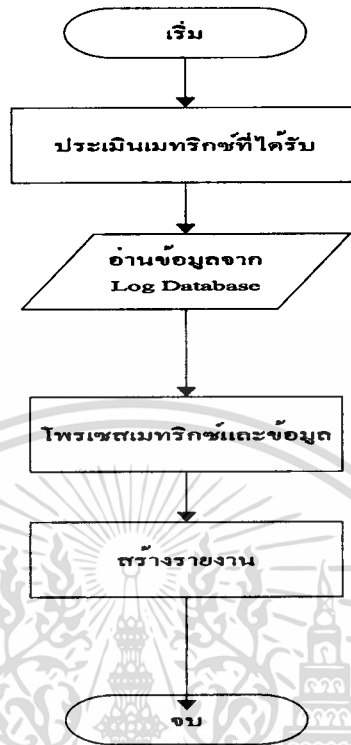 เริ่ม
ประเมินเมทริกซ์ที่ได้รับ
อ่านข้อมูลจาก
Log Database
โพรเซสเมทริกซ์และข้อมูล
สร้างรายงาน
จบ